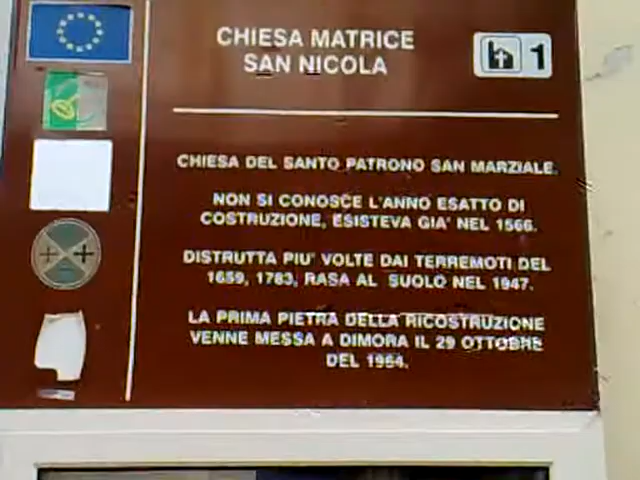 CHIESA MATRICE
SAN NICOLA
1
CHIESA DEL SANTO PATRONO SAN MARZIALE.
NON SI CONOSCE L'ANNO ESATTO DI
COSTRUZIONE, ESISTEVA GIA' NEL 1566.
DISTRUTTA PIU' VOLTE DAI TERREMOTI DEL
1659, 1783, RASA AL SUOLO NEL 1947.
LA PRIMA PIETRA DELLA RICOSTRUZIONE
VENNE MESSA A DIMORA IL 29 OTTOBRE
DEL 1954.